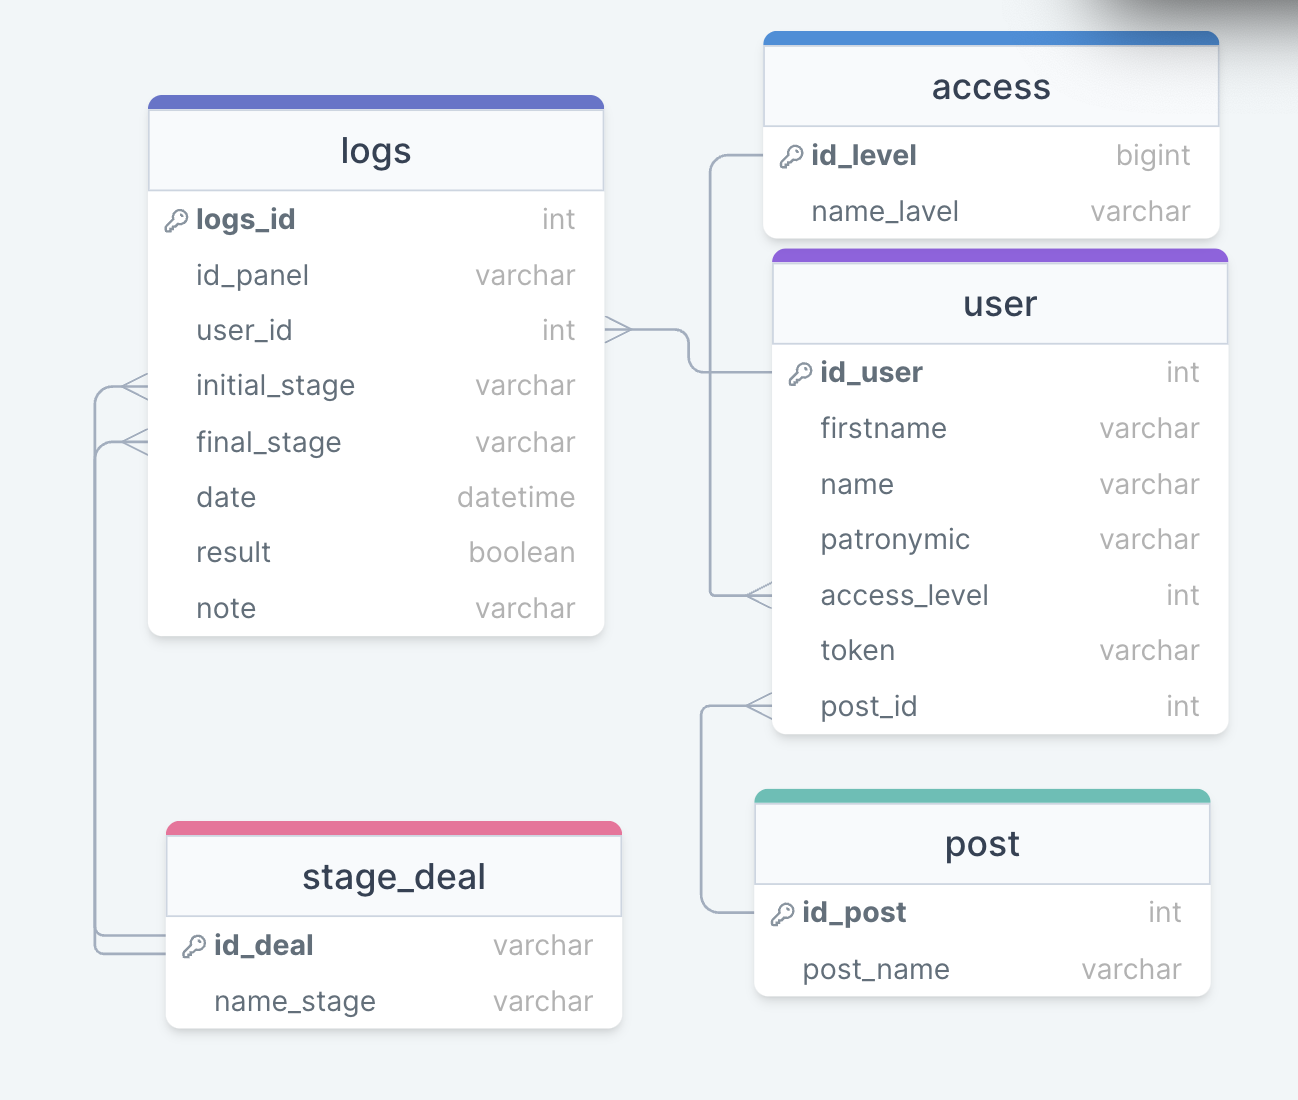 logs
logs_id int
id_panel varchar
user_id int
initial_stage varchar
final_stage varchar
date datetime
result boolean
note varchar
access
id_level bigint
name_lavel varchar
user
id_user int
firstname varchar
name varchar
patronymic varchar
access_level int
token varchar
post_id int
stage_deal
id_deal varchar
name_stage varchar
post
id_post int
post_name varchar